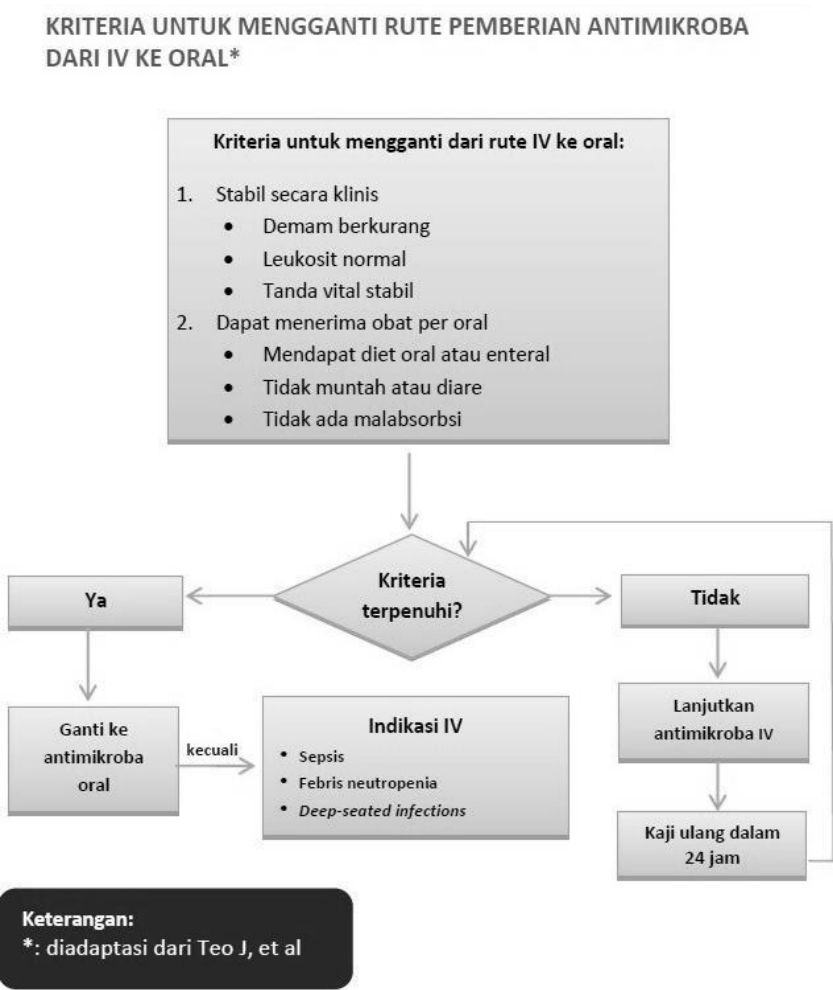 KRITERIA UNTUK MENGGANTI RUTE PEMBERIAN ANTIMIKROBA
DARI IV KE ORAL*
Kriteria untuk mengganti dari rute IV ke oral:
1. Stabil secara klinis
• Demam berkurang
• Leukosit normal
• Tanda vital stabil
2. Dapat menerima obat per oral
• Mendapat diet oral atau enteral
• Tidak muntah atau diare
• Tidak ada malabsorbsi
Kriteria
terpenuhi?
Ya
Tidak
Ganti ke
antimikroba
oral
kecuali
Indikasi IV
• Sepsis
• Febris neutropenia
• Deep-seated infections
Lanjutkan
antimikroba IV
Kaji ulang dalam
24 jam
Keterangan:
*: diadaptasi dari Teo J, et al